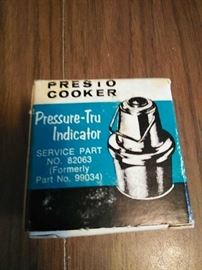 PRESTO
COOKER
Pressure-Tru
Indicator
SERVICE PART
NO. 82063
(Formerly
Part No. 99034)